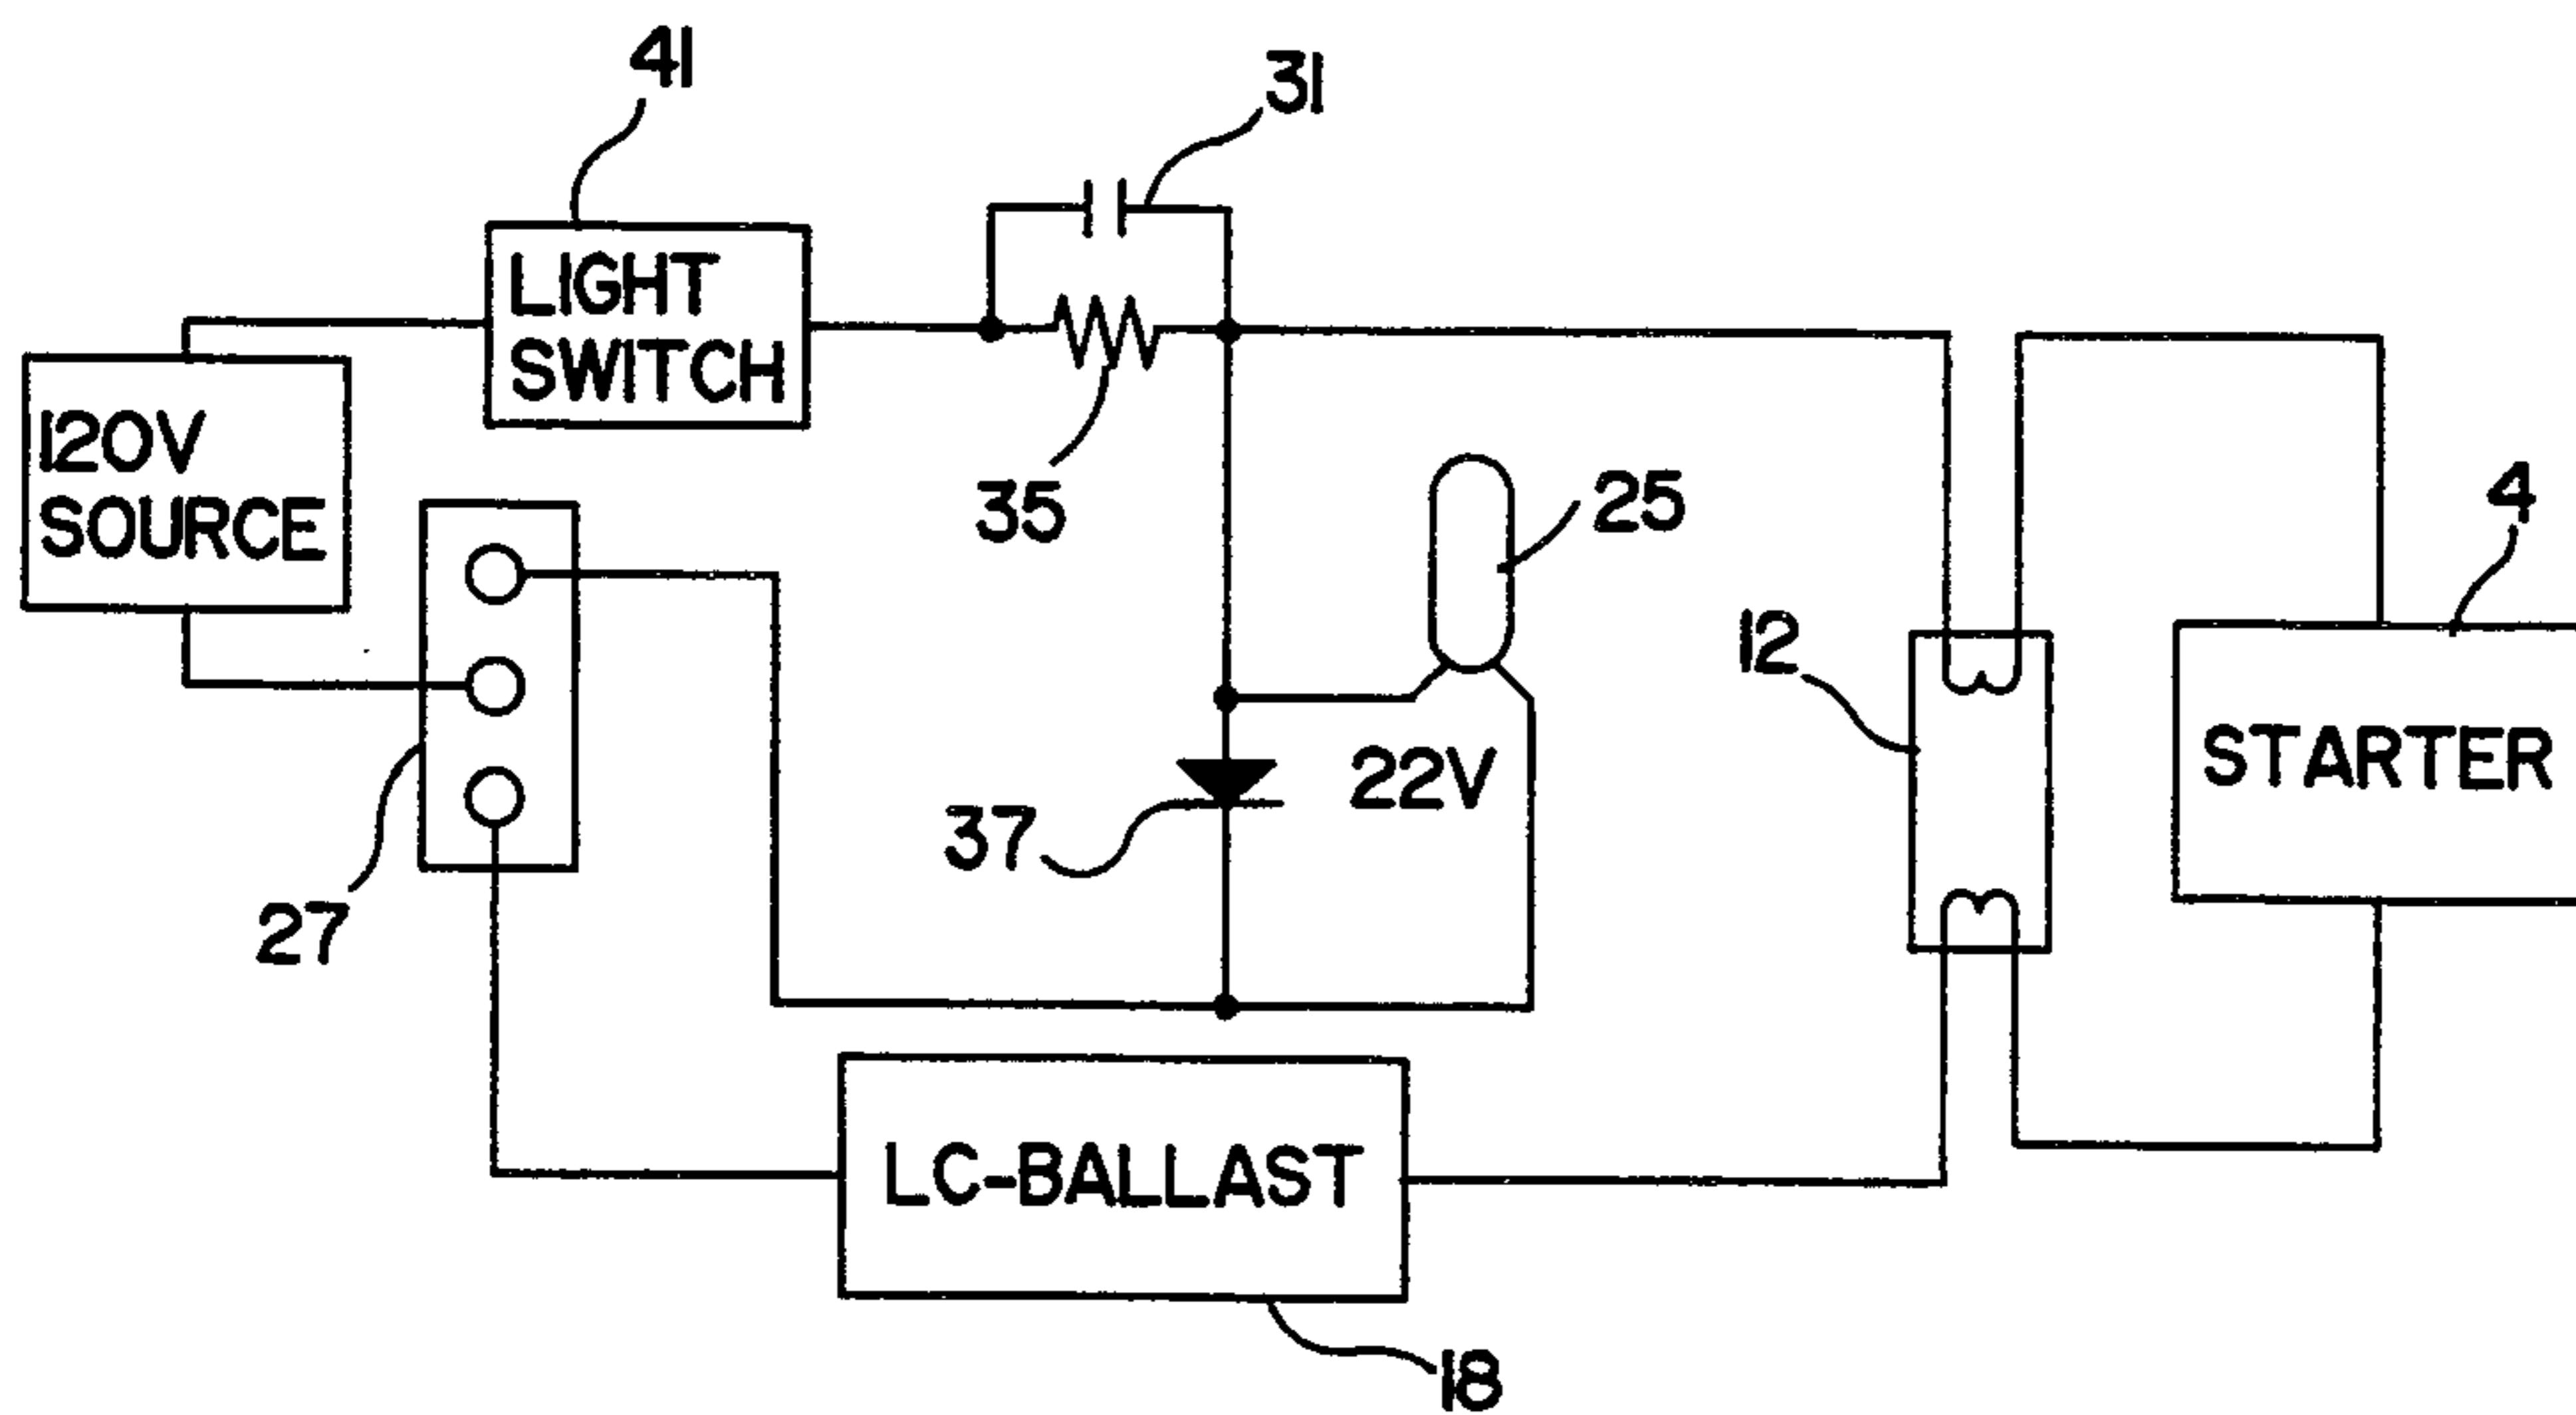 41
31
LIGHT
SWITCH
120V
SOURCE
35
25
4
12
STARTER
22V
37
27
LC-BALLAST
18